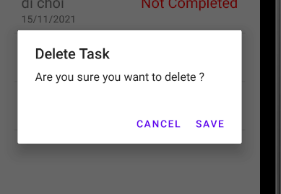 di choi Not Completed
15/11/2021
Delete Task
Are you sure you want to delete ?
CANCEL SAVE